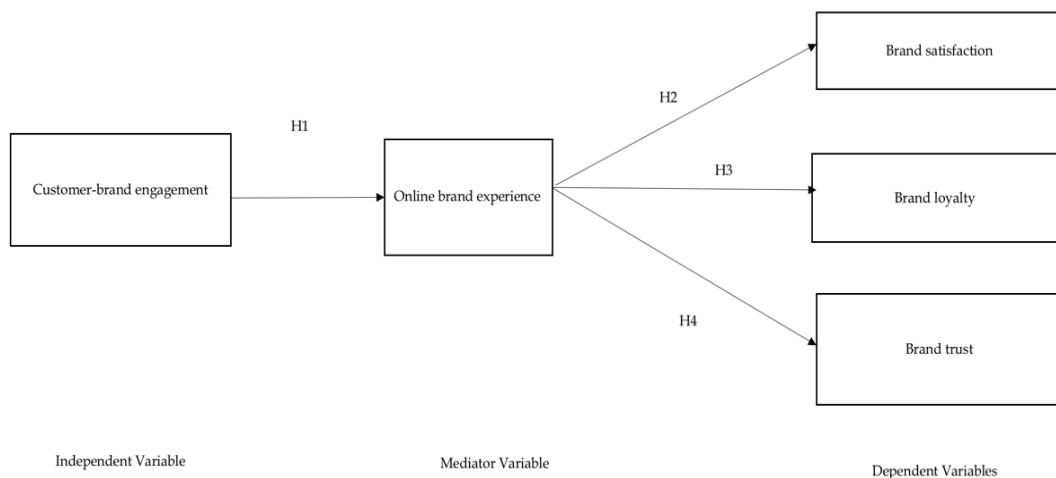 Brand satisfaction
H2
H1
Customer-brand engagement
Online brand experience
H3
Brand loyalty
H4
Brand trust
Independent Variable
Mediator Variable
Dependent Variables